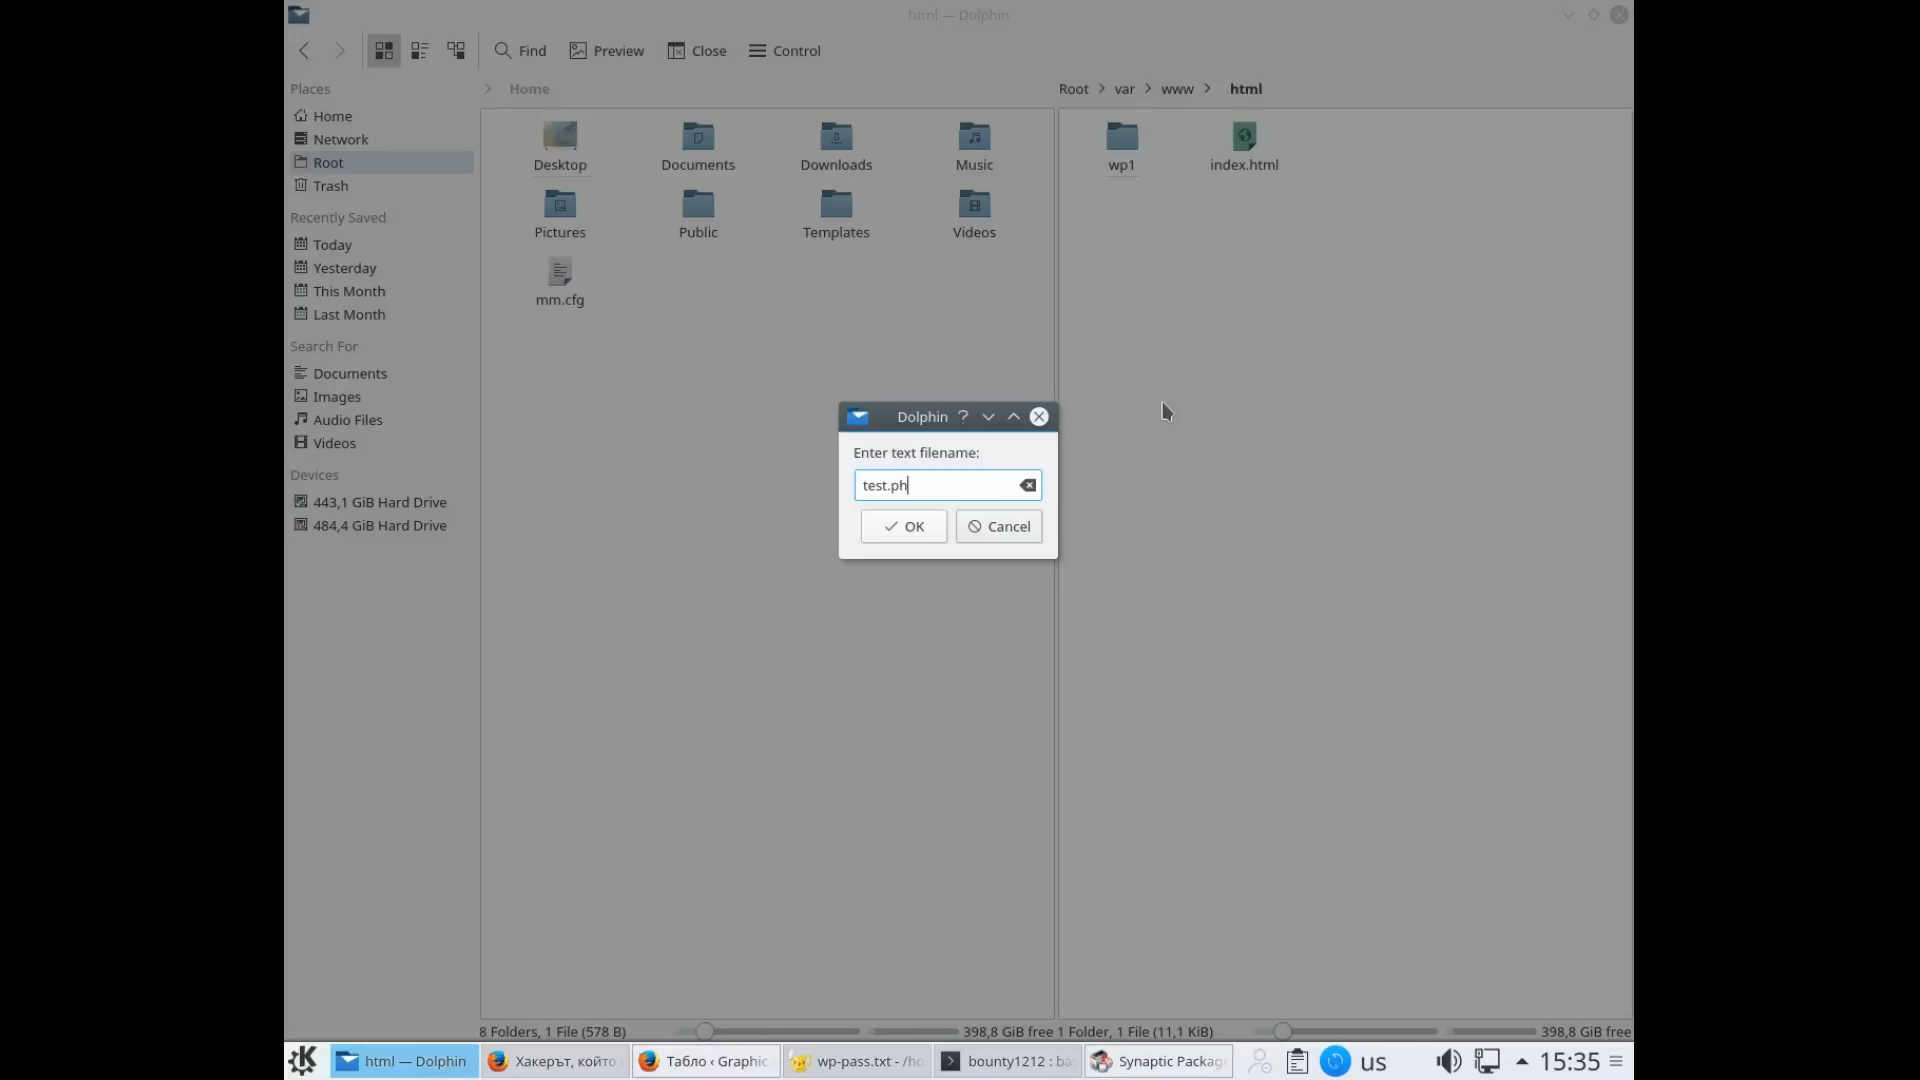 html — Dolphin
Find
Preview
Close
Control
Places
Home
Network
Root
Trash
Recently Saved
Today
Yesterday
This Month
Last Month
Search For
Documents
Images
Audio Files
Videos
Devices
443,1 GiB Hard Drive
484,4 GiB Hard Drive
Home
Desktop
Documents
Downloads
Music
Pictures
Public
Templates
Videos
mm.cfg
Root > var > www > html
wp1
index.html
Dolphin
Enter text filename:
test.ph
OK
Cancel
8 Folders, 1 File (578 B)
398,8 GiB free
1 Folder, 1 File (11,1 KiB)
398,8 GiB free
html — Dolphin
Хакерът, който
Табло ‹ Graphic
wp-pass.txt - /ho
bounty1212 : ba
Synaptic Package
us
15:35